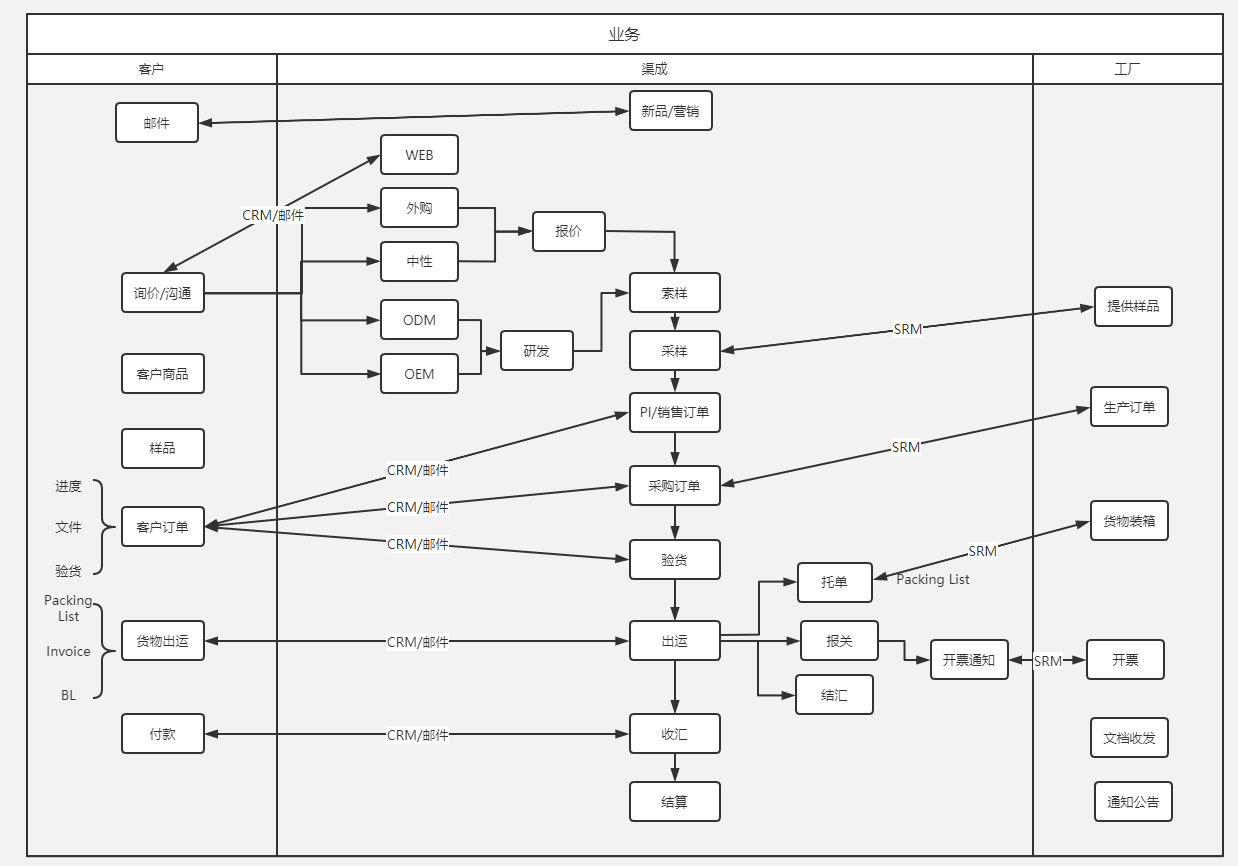 业务
客户
渠成
工厂
邮件
新品/营销
WEB
CRM/邮件
外购
报价
中性
询价/沟通
索样
提供样品
ODM
SRM
研发
采样
客户商品
OEM
PI/销售订单
生产订单
样品
CRM/邮件
SRM
进度
采购订单
CRM/邮件
文件
客户订单
货物装箱
CRM/邮件
SRM
验货
验货
托单
Packing List
Packing
List
货物出运
CRM/邮件
出运
报关
Invoice
开票通知
SRM
开票
BL
结汇
付款
CRM/邮件
收汇
文档收发
结算
通知公告